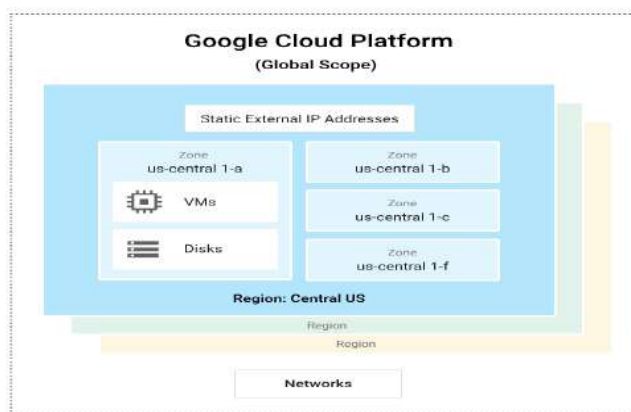 Google Cloud Platform
(Global Scope)
Static External IP Addresses
Zone
us-central 1-a
VMs
Disks
Zone
us-central 1-b
Zone
us-central 1-c
Zone
us-central 1-f
Region: Central US
Region
Region
Networks